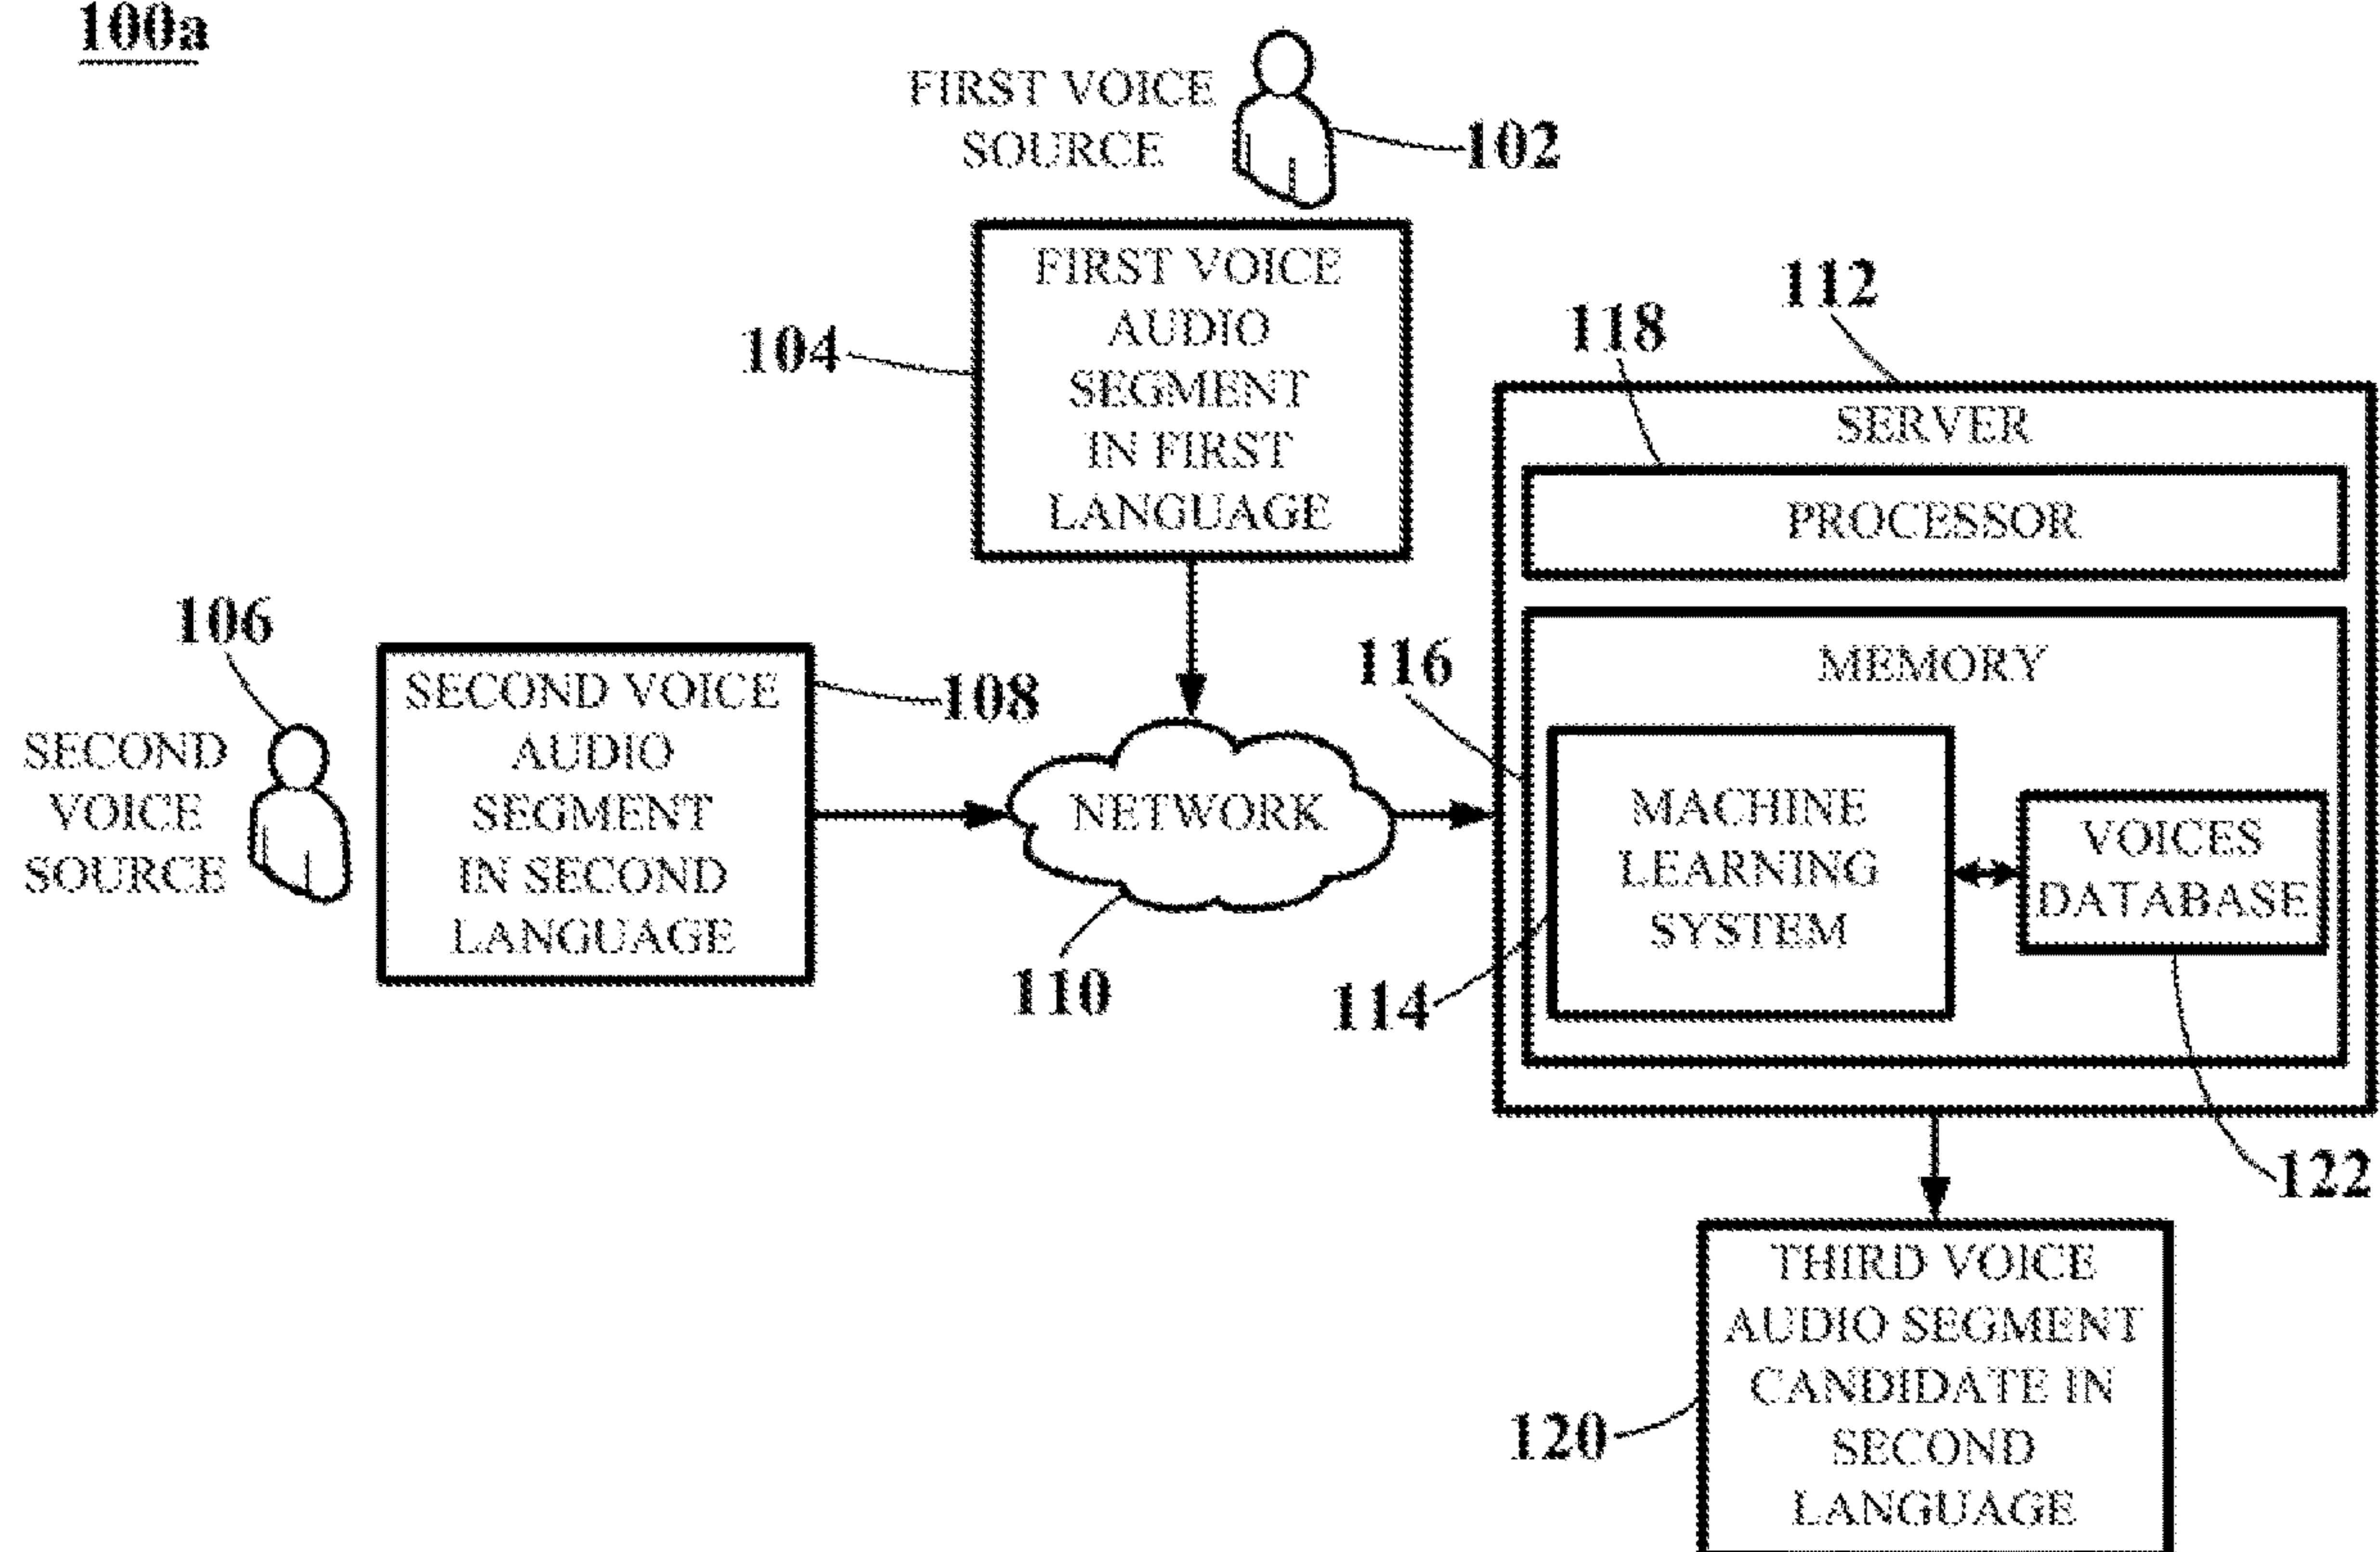 100a
FIRST VOICE
SOURCE
102
FIRST VOICE
AUDIO
SEGMENT
IN FIRST
LANGUAGE
104
112
118
SERVER
PROCESSOR
106
SECOND
VOICE
SOURCE
SECOND VOICE
AUDIO
SEGMENT
IN SECOND
LANGUAGE
108
NETWORK
110
116
MEMORY
MACHINE
LEARNING
SYSTEM
114
VOICES
DATABASE
122
THIRD VOICE
AUDIO SEGMENT
CANDIDATE IN
SECOND
LANGUAGE
120